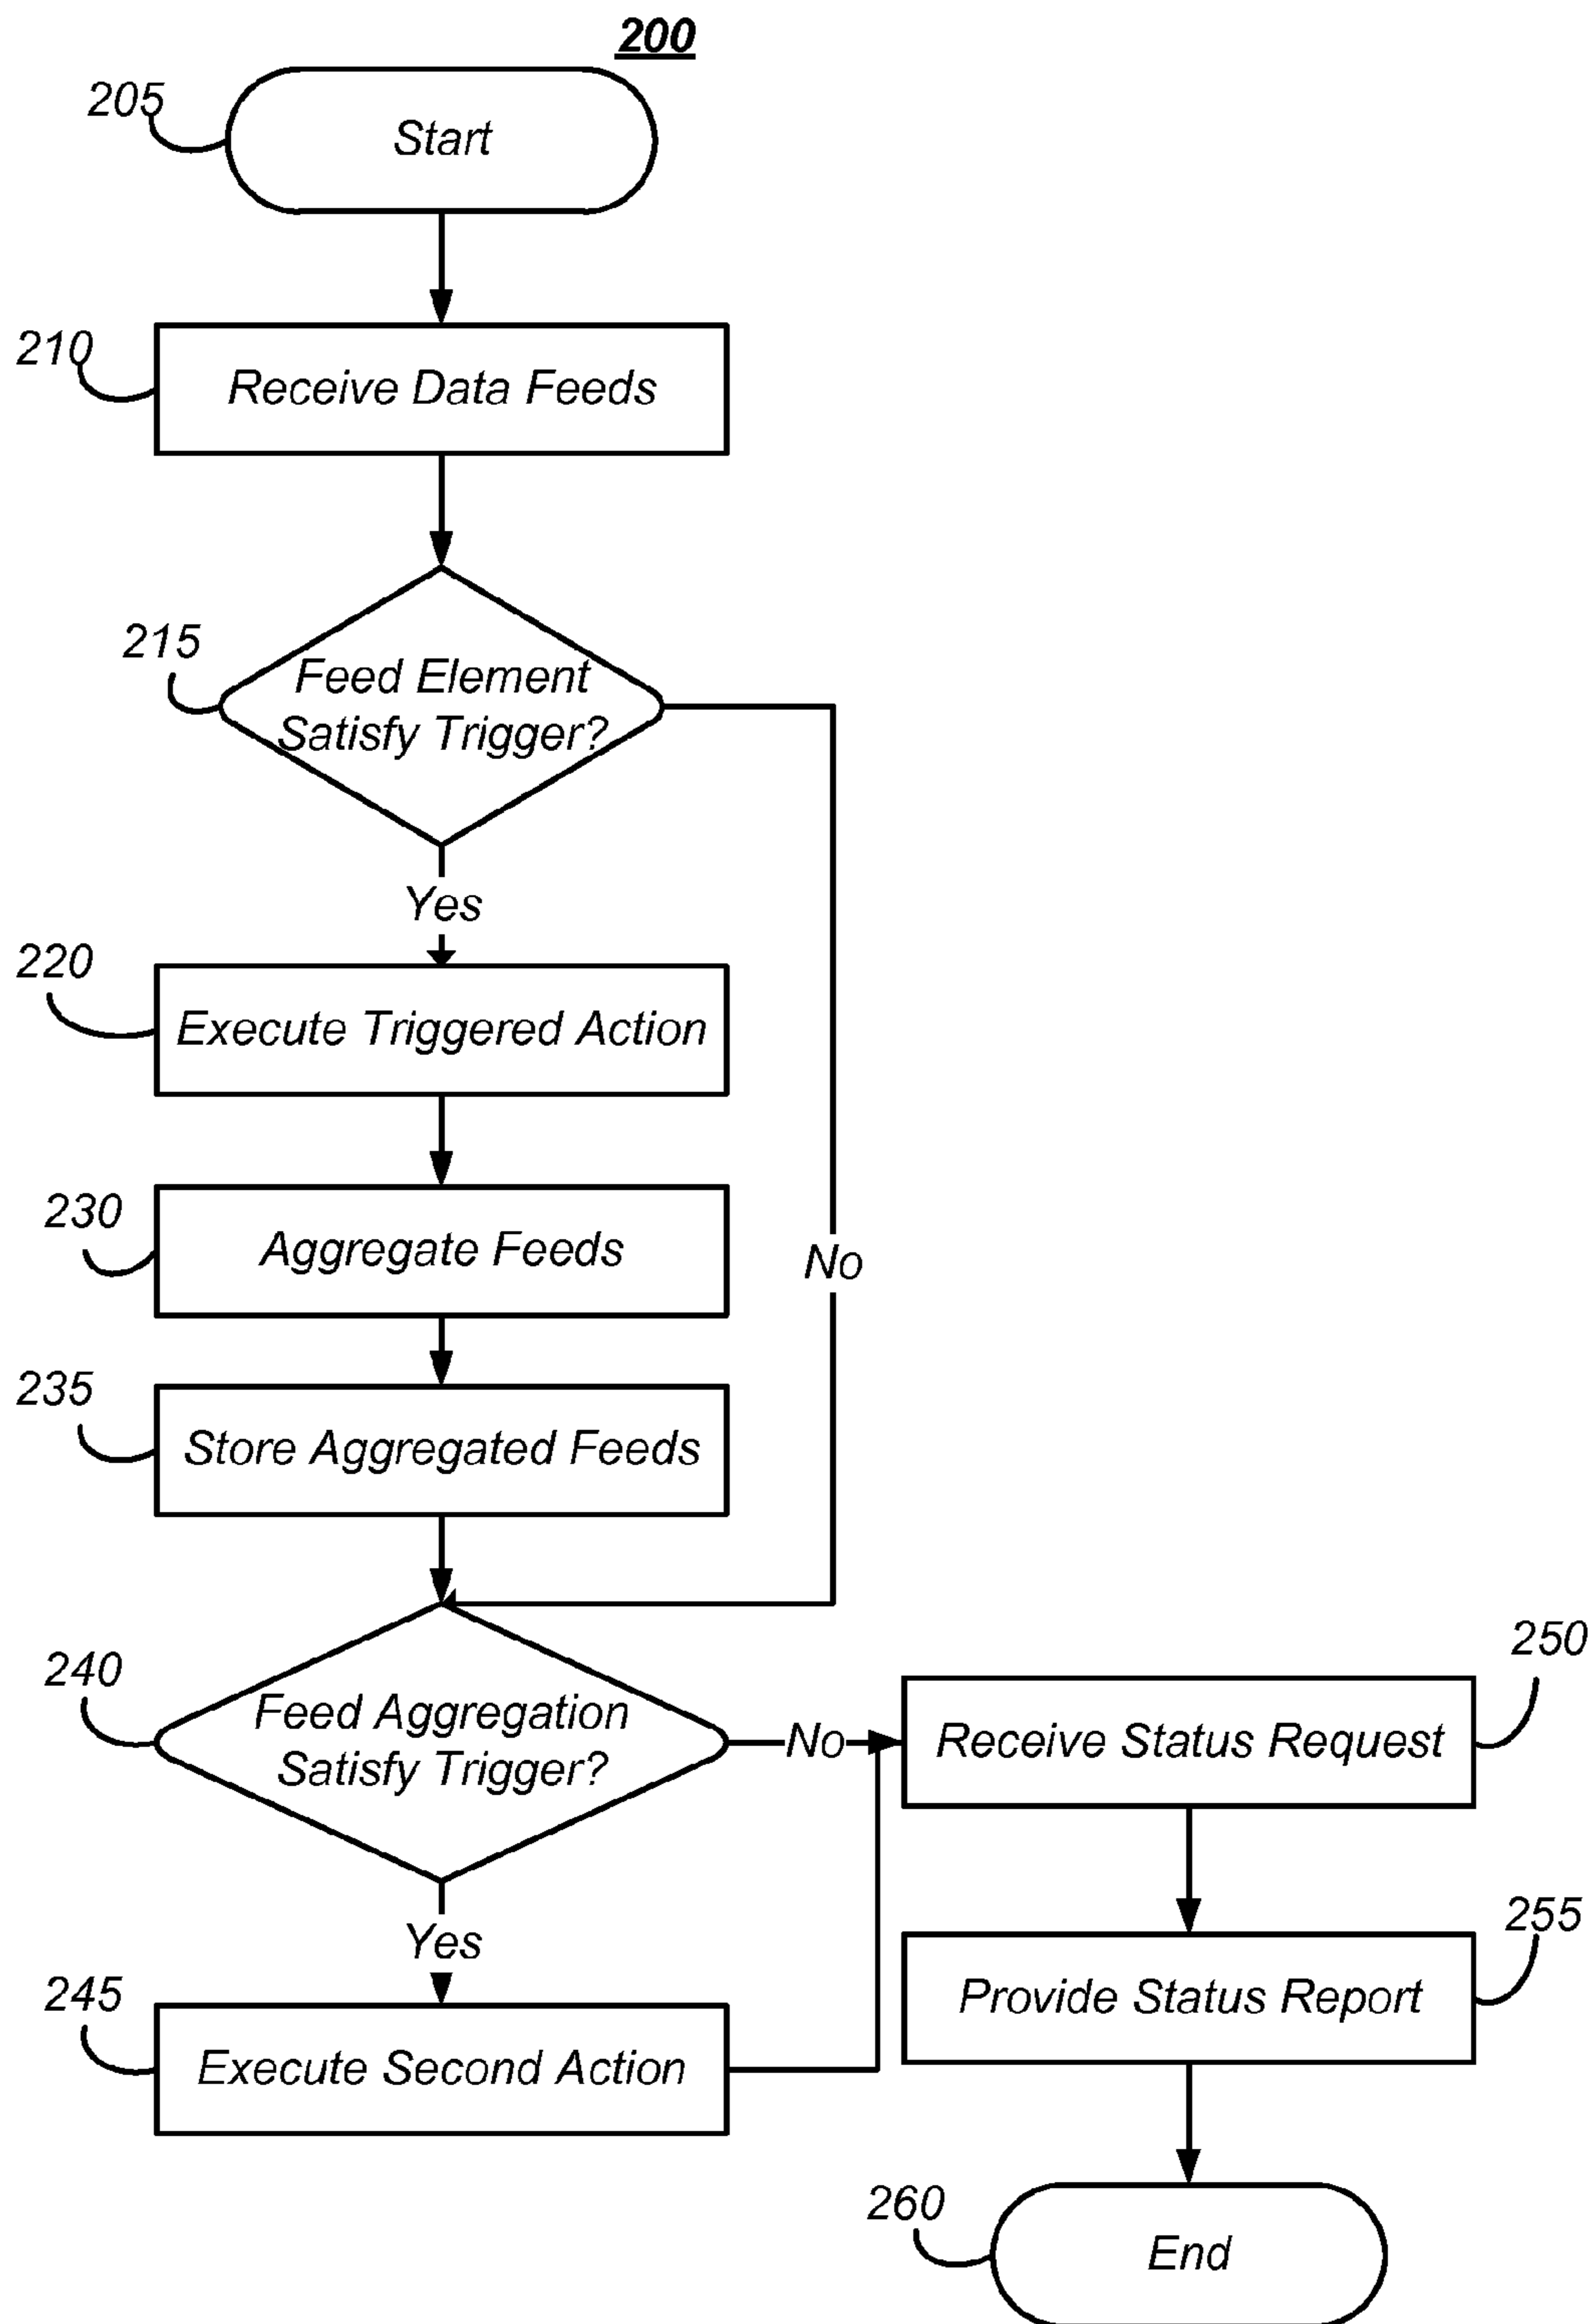 200
205
Start
210
Receive Data Feeds
215
Feed Element
Satisfy Trigger?
Yes
220
Execute Triggered Action
230
Aggregate Feeds
No
235
Store Aggregated Feeds
240
Feed Aggregation
Satisfy Trigger?
No
250
Receive Status Request
Yes
255
Provide Status Report
245
Execute Second Action
260
End